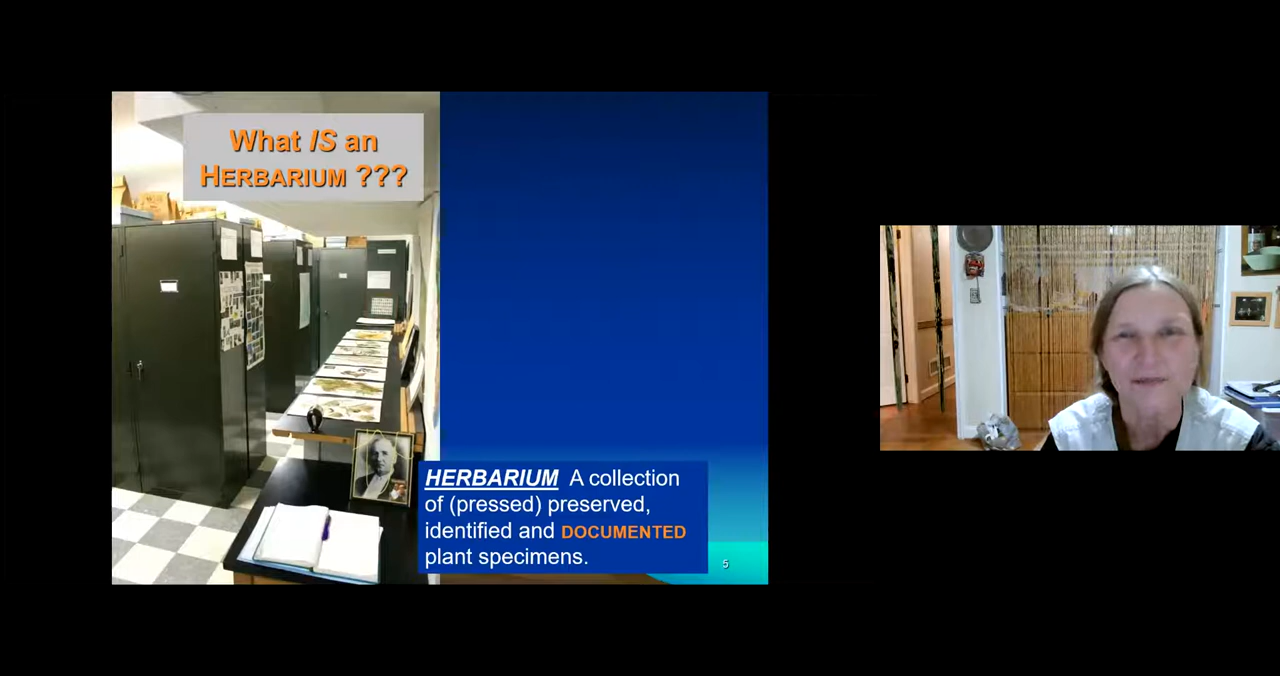 What IS an
HERBARIUM ???
HERBARIUM A collection
of (pressed) preserved,
identified and DOCUMENTED
plant specimens.
5